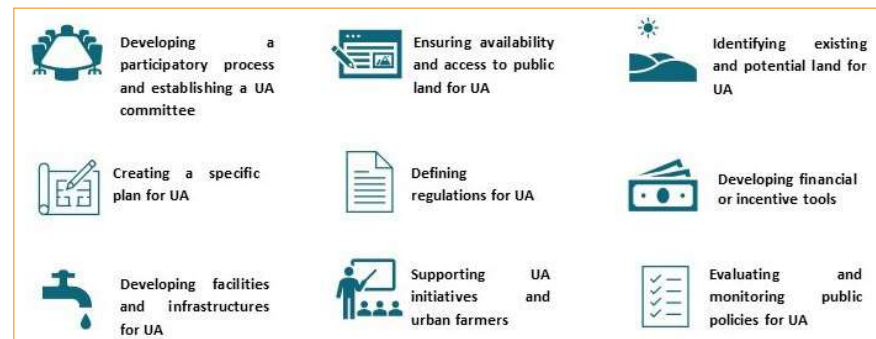 Developing a
participatory process
and establishing a UA
committee
Ensuring availability
and access to public
land for UA
Identifying existing
and potential land for
UA
Creating a specific
plan for UA
Defining
regulations for UA
Developing financial
or incentive tools
Developing facilities
and infrastructures
for UA
Supporting UA
initiatives and
urban farmers
Evaluating and
monitoring public
policies for UA